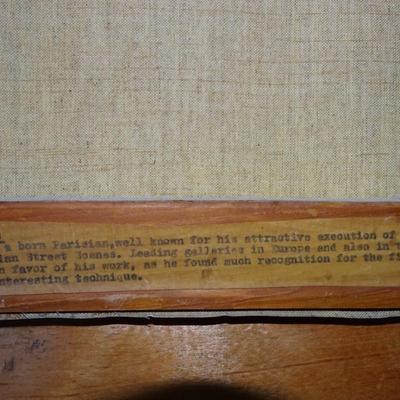 a born Parisian,well known for his attractive execution of
ian Street Scenes. Leading galleries in Europe and also in t
n favor of his work, as he found much recognition for the fi
nteresting technique.